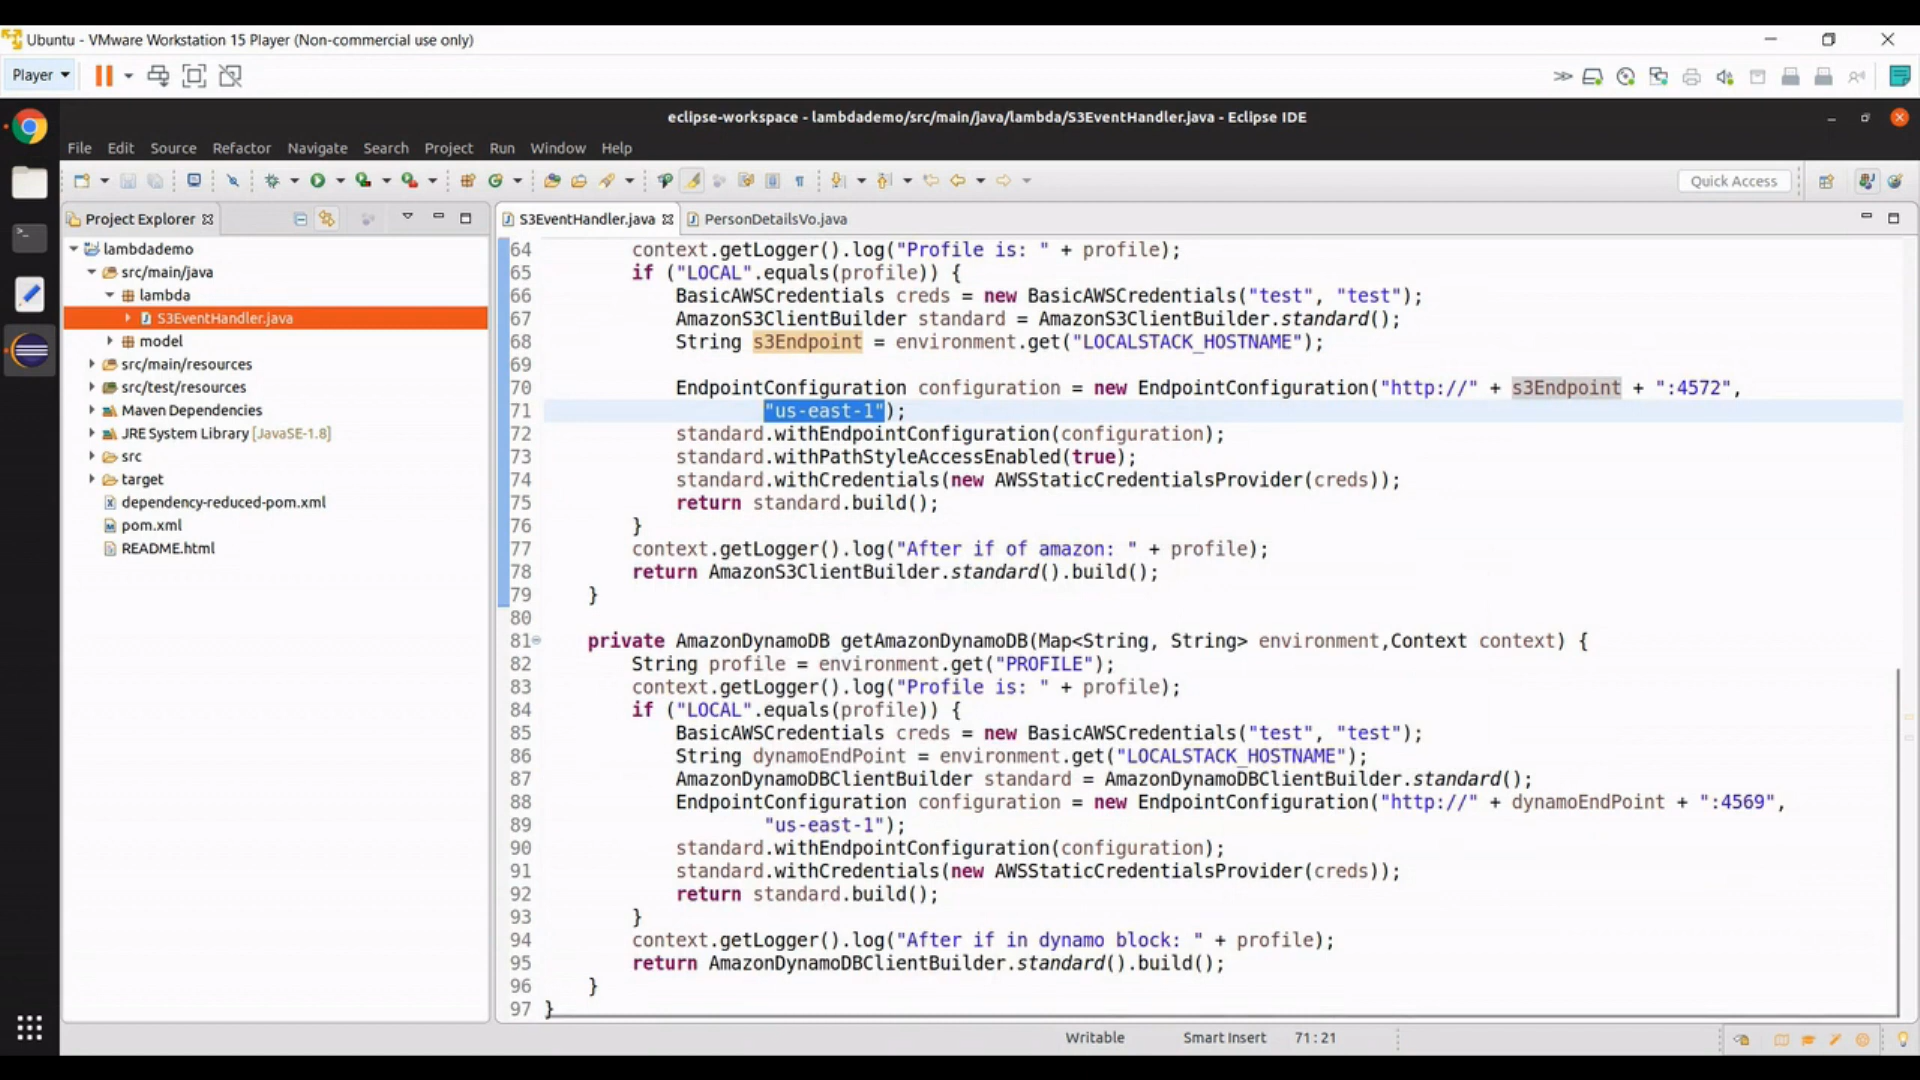 Ubuntu - VMware Workstation 15 Player (Non-commercial use only)
Player
eclipse-workspace - lambdademo/src/main/java/lambda/S3EventHandler.java - Eclipse IDE
File Edit Source Refactor Navigate Search Project Run Window Help
Quick Access
Project Explorer
lambdademo
src/main/java
lambda
S3EventHandler.java
model
src/main/resources
src/test/resources
Maven Dependencies
JRE System Library [JavaSE-1.8]
src
target
dependency-reduced-pom.xml
pom.xml
README.html
S3EventHandler.java PersonDetailsVo.java
64 context.getLogger().log("Profile is: " + profile);
65 if ("LOCAL".equals(profile)) {
66 BasicAWSCredentials creds = new BasicAWSCredentials("test", "test");
67 AmazonS3ClientBuilder standard = AmazonS3ClientBuilder.standard();
68 String s3Endpoint = environment.get("LOCALSTACK_HOSTNAME");
69
70 EndpointConfiguration configuration = new EndpointConfiguration("http://" + s3Endpoint + ":4572",
71 "us-east-1");
72 standard.withEndpointConfiguration(configuration);
73 standard.withPathStyleAccessEnabled(true);
74 standard.withCredentials(new AWSStaticCredentialsProvider(creds));
75 return standard.build();
76 }
77 context.getLogger().log("After if of amazon: " + profile);
78 return AmazonS3ClientBuilder.standard().build();
79 }
80
81 private AmazonDynamoDB getAmazonDynamoDB(Map<String, String> environment,Context context) {
82 String profile = environment.get("PROFILE");
83 context.getLogger().log("Profile is: " + profile);
84 if ("LOCAL".equals(profile)) {
85 BasicAWSCredentials creds = new BasicAWSCredentials("test", "test");
86 String dynamoEndPoint = environment.get("LOCALSTACK_HOSTNAME");
87 AmazonDynamoDBClientBuilder standard = AmazonDynamoDBClientBuilder.standard();
88 EndpointConfiguration configuration = new EndpointConfiguration("http://" + dynamoEndPoint + ":4569",
89 "us-east-1");
90 standard.withEndpointConfiguration(configuration);
91 standard.withCredentials(new AWSStaticCredentialsProvider(creds));
92 return standard.build();
93 }
94 context.getLogger().log("After if in dynamo block: " + profile);
95 return AmazonDynamoDBClientBuilder.standard().build();
96 }
97 }
Writable Smart Insert 71 : 21